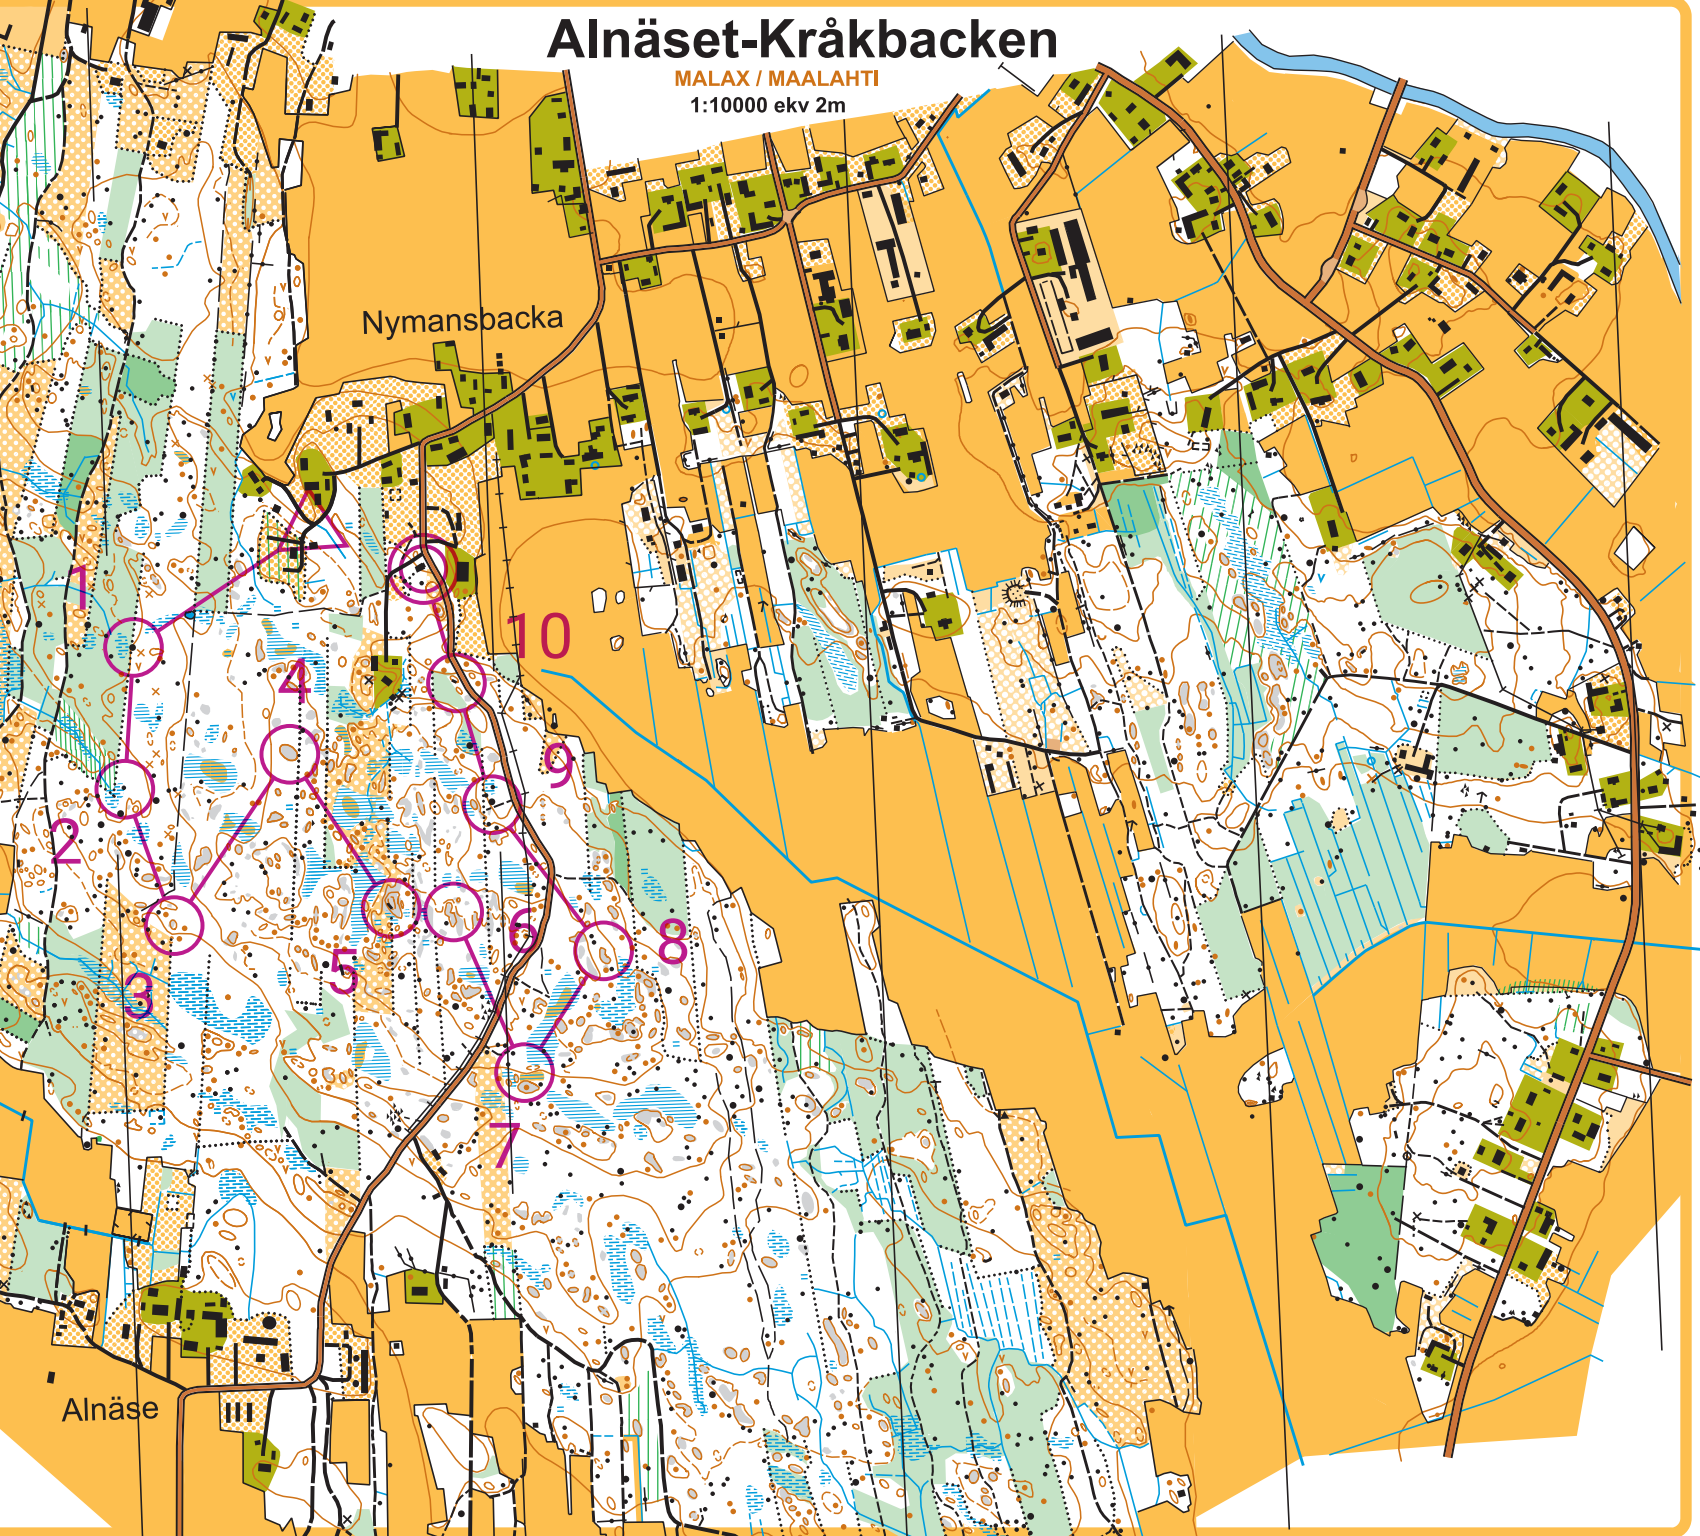 Alnäset-Kråkbacken
MALAX / MAALAHTI
1:10000 ekv 2m
Nymansbacka
1
10
4
9
2
6
8
5
3
7
Alnäse